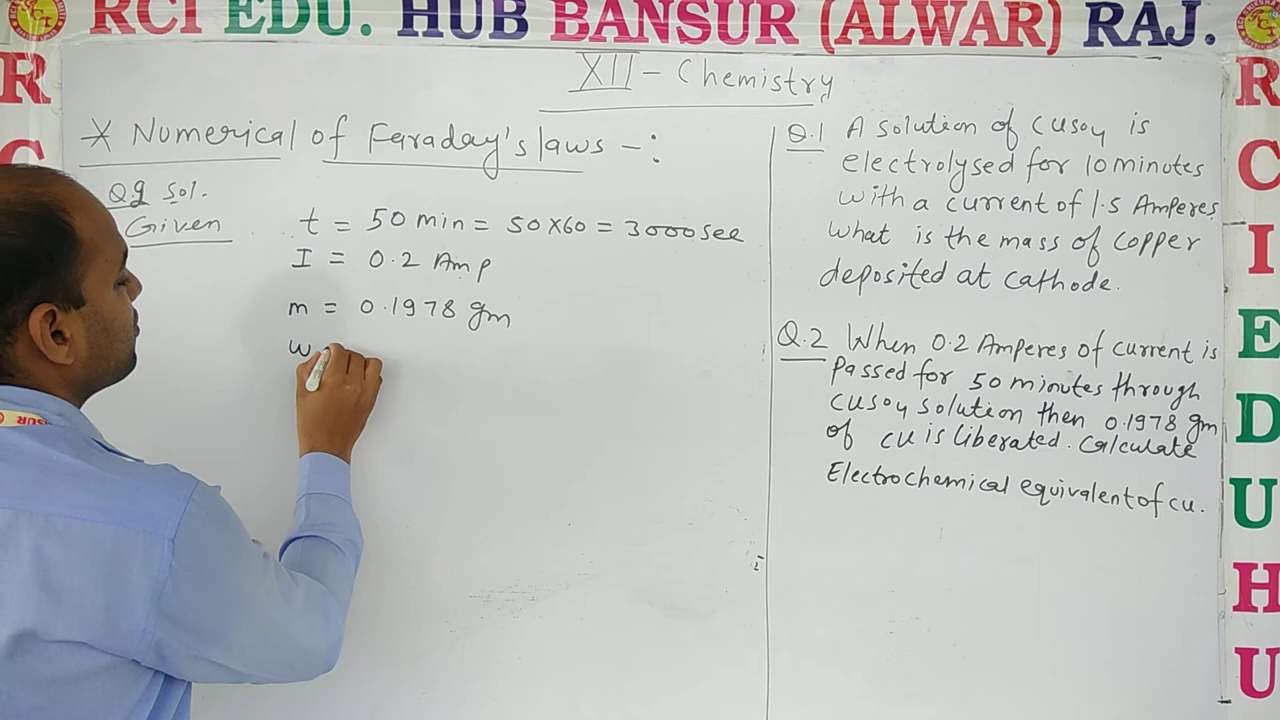 RCI EDU. HUB BANSUR (ALWAR) RAJ.
XII - Chemistry
* Numerical of Faraday's laws -:
Q2 Sol.
Given
t = 50 min = 50x60 = 3000 sec
I = 0.2 Amp
m = 0.1978 gm
w
Q.1 A Solution of CUSO4 is
electrolysed for 10 minutes
with a current of 1.5 Amperes
what is the mass of copper
deposited at cathode.
Q.2 When 0.2 Amperes of current is
passed for 50 minutes through
CUSO4 solution then 0.1978 gm
of cu is liberated. Calculate
Electrochemical equivalent of cu.
R
C
R
C
I
E
D
U
H
U